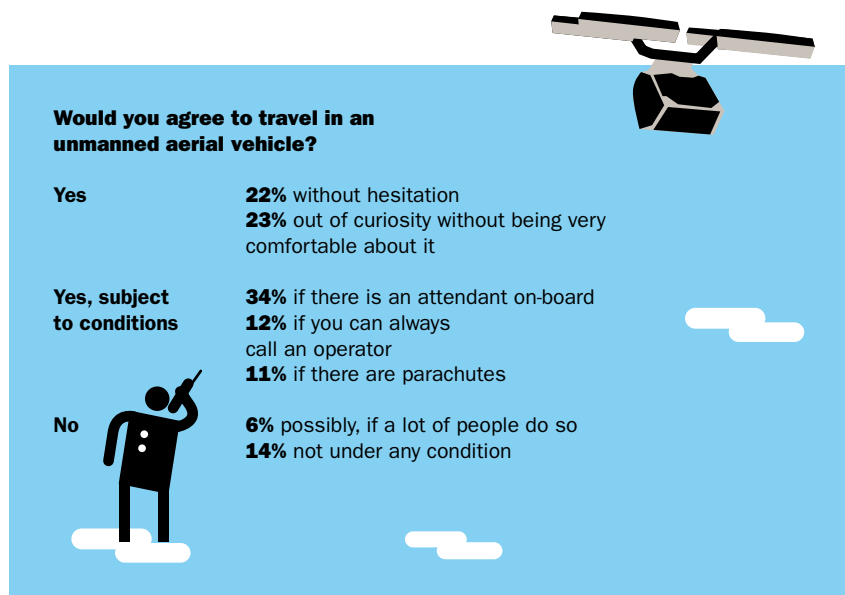 Would you agree to travel in an
unmanned aerial vehicle?
Yes
22% without hesitation
23% out of curiosity without being very
comfortable about it
Yes, subject
to conditions
34% if there is an attendant on-board
12% if you can always
call an operator
11% if there are parachutes
No
6% possibly, if a lot of people do so
14% not under any condition